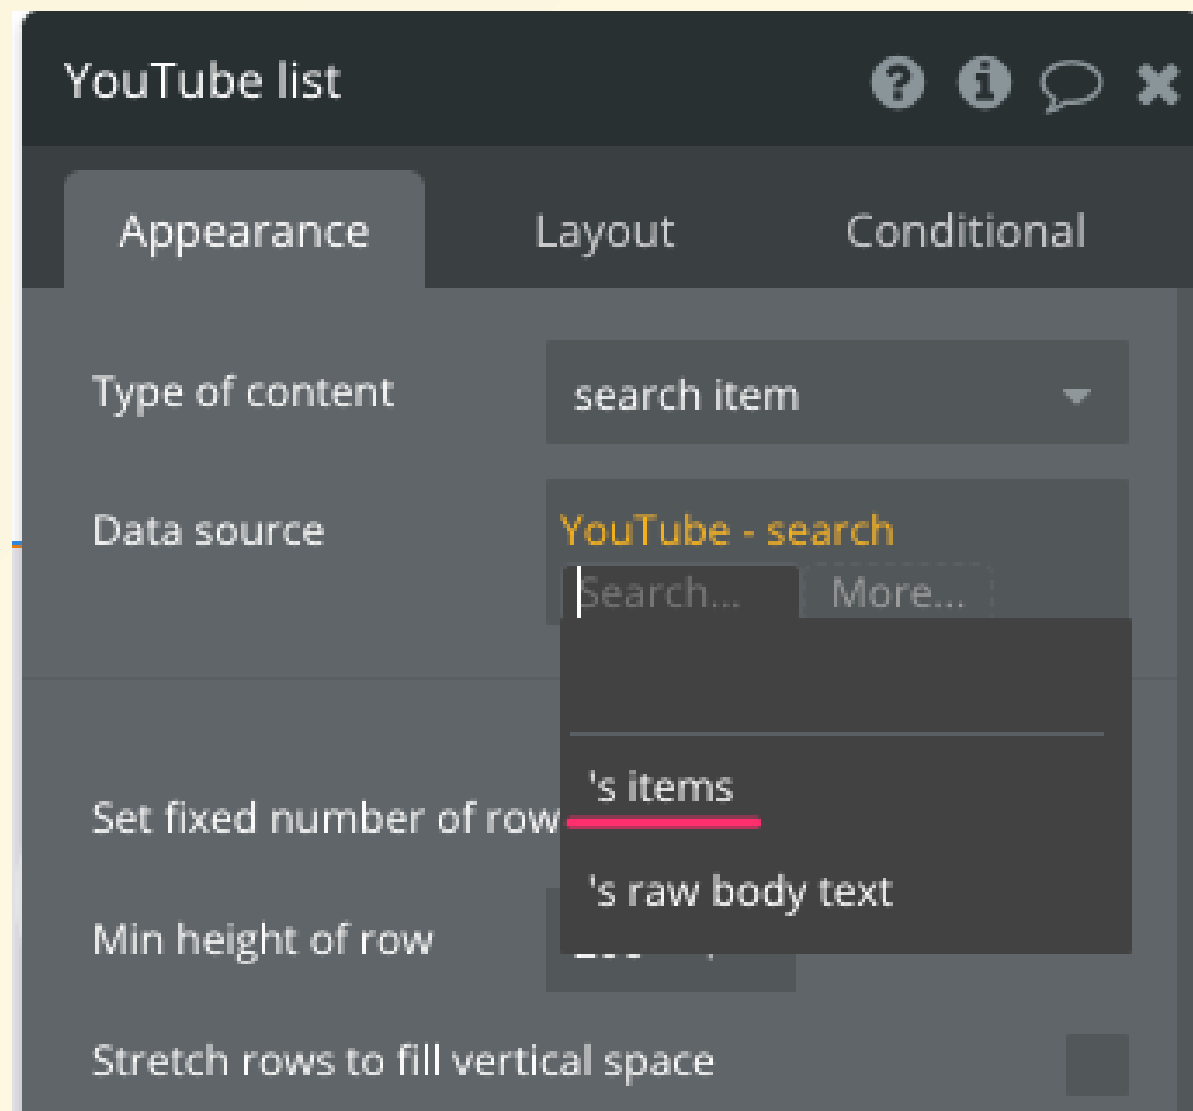 YouTube list
Appearance Layout Conditional
Type of content search item
Data source YouTube - search
Search... More...
's items
Set fixed number of row
's raw body text
Min height of row
Stretch rows to fill vertical space